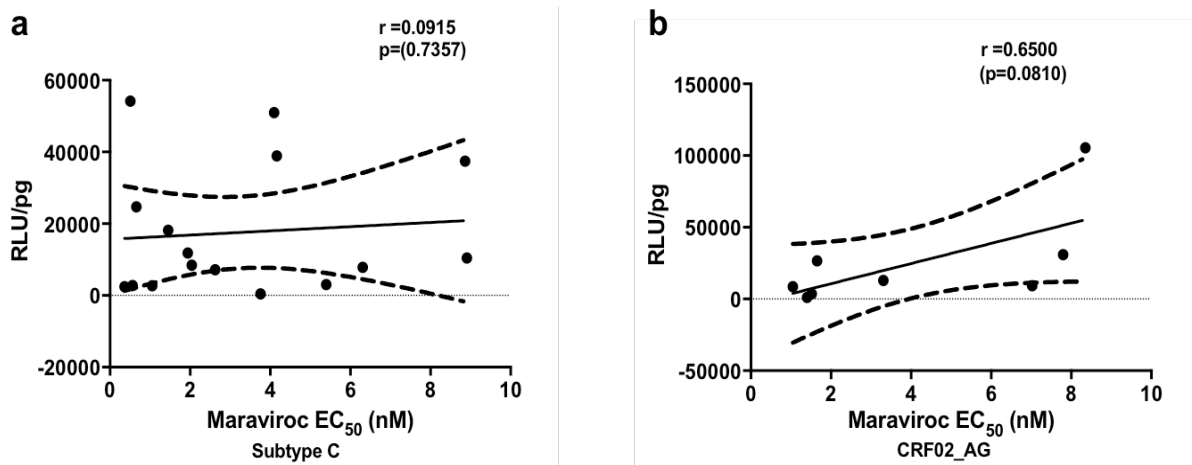 a
r =0.0915
p=(0.7357)
60000
40000
20000
0
-20000
RLU/pg
0 2 4 6 8 10
Maraviroc EC50 (nM)
Subtype C
b
r =0.6500
(p=0.0810)
150000
100000
50000
0
-50000
RLU/pg
0 2 4 6 8 10
Maraviroc EC50 (nM)
CRF02_AG